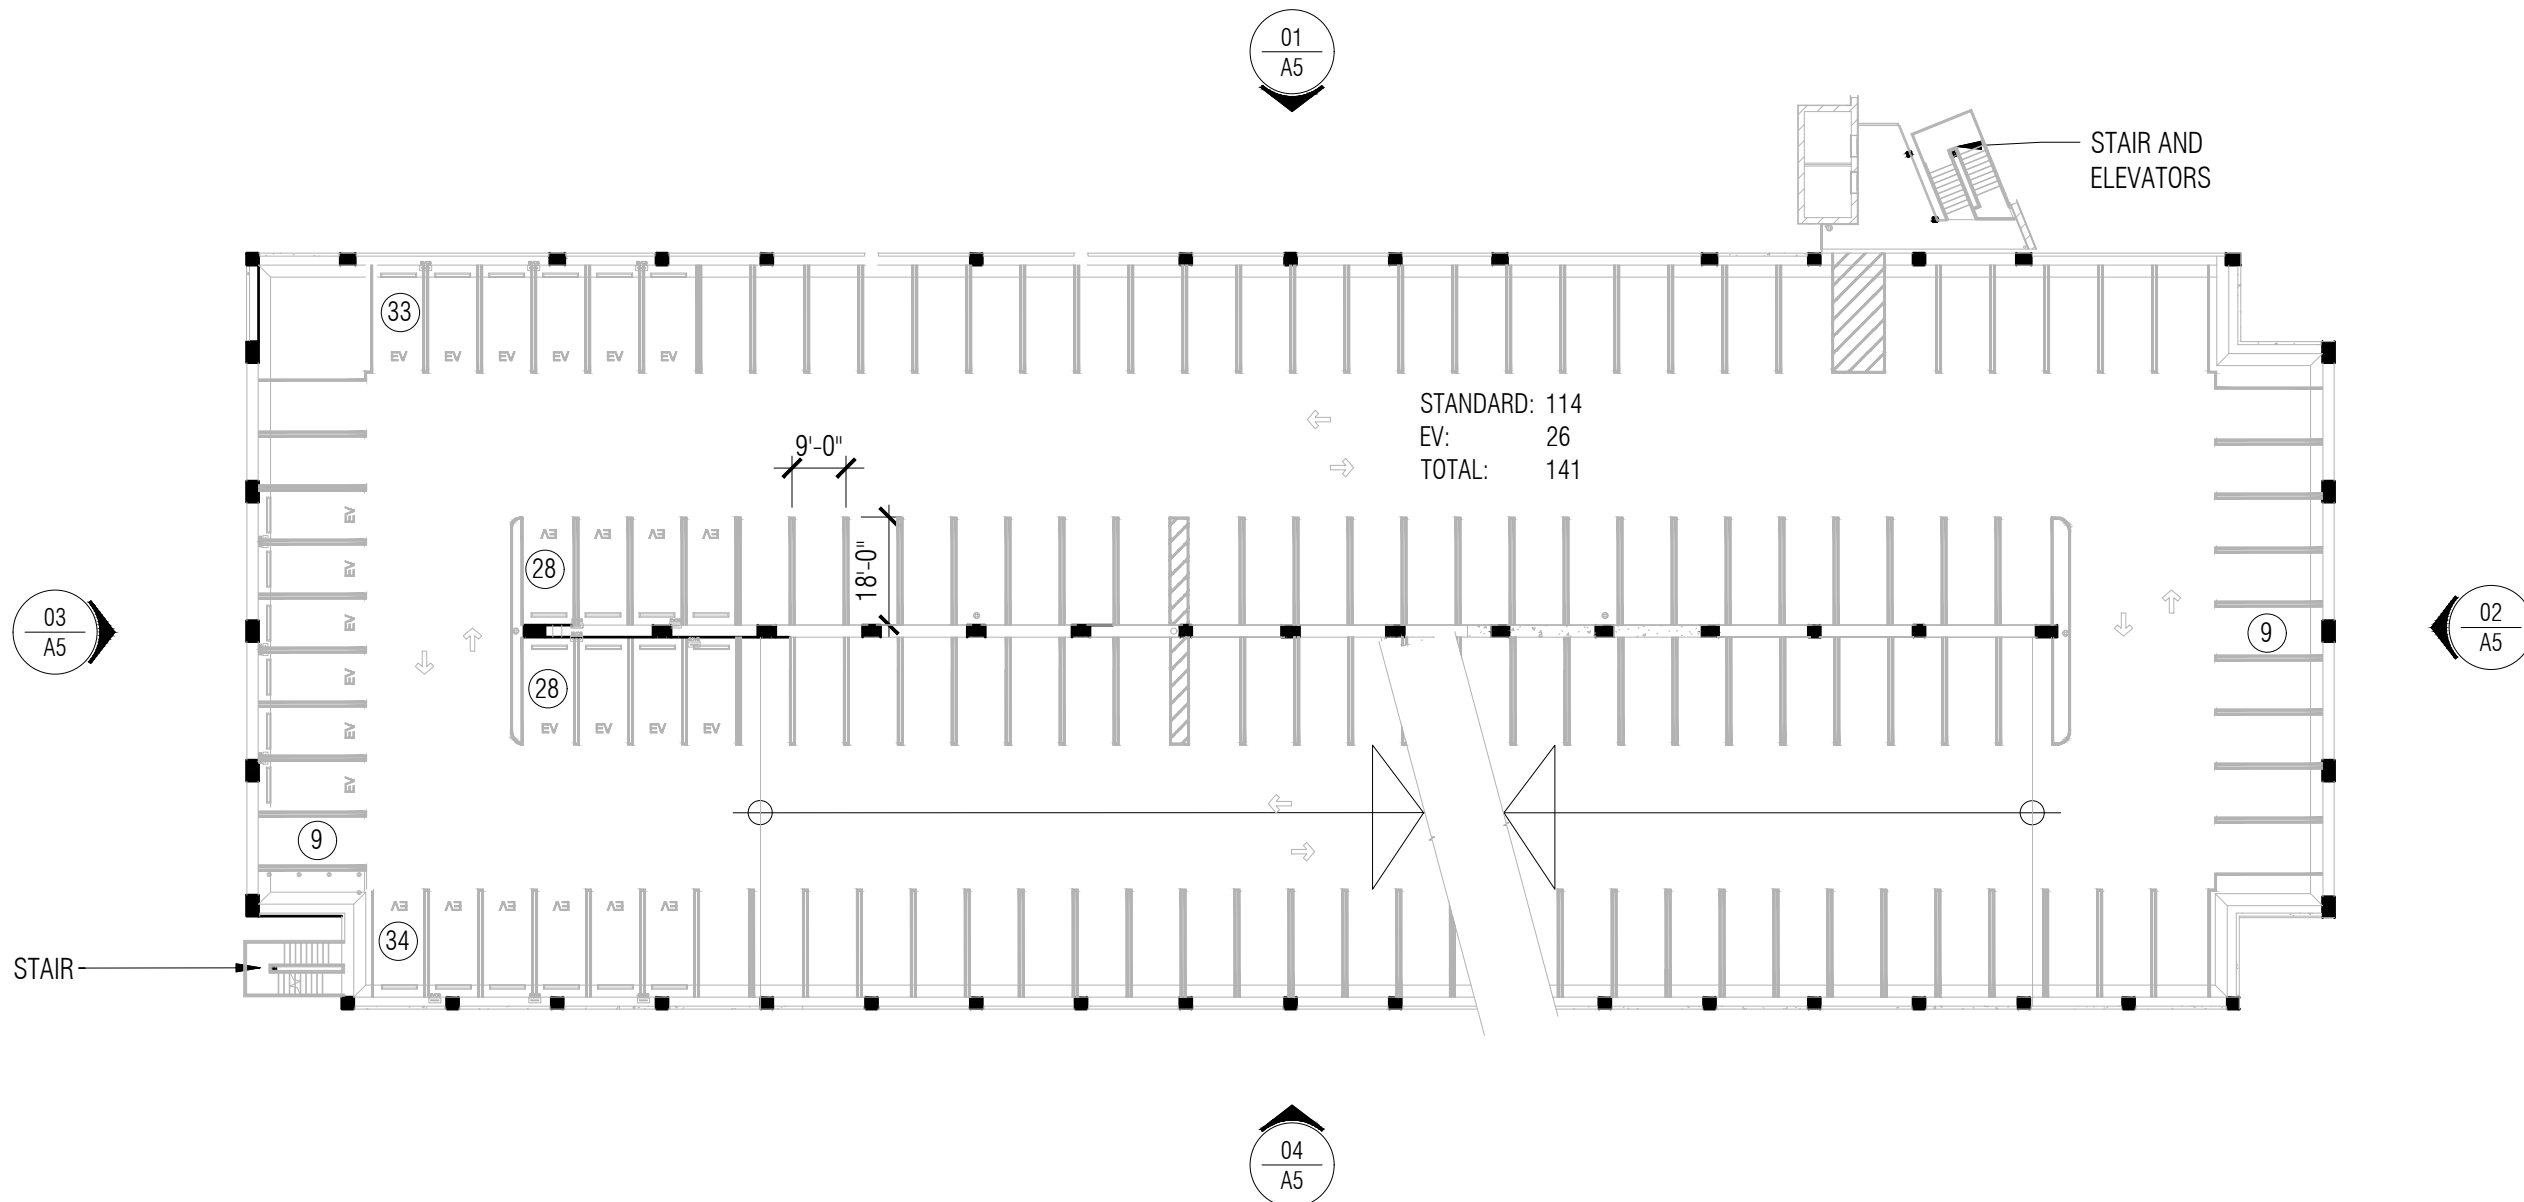 01
A5
STAIR AND
ELEVATORS
33
EV EV EV EV EV EV
STANDARD: 114
EV: 26
TOTAL: 141
9'-0"
18'-0"
EV
EV
EV
EV
EV
EV
EV EV EV EV
28
28
EV EV EV EV
03
A5
02
A5
9
9
EV EV EV EV EV EV
34
STAIR
04
A5